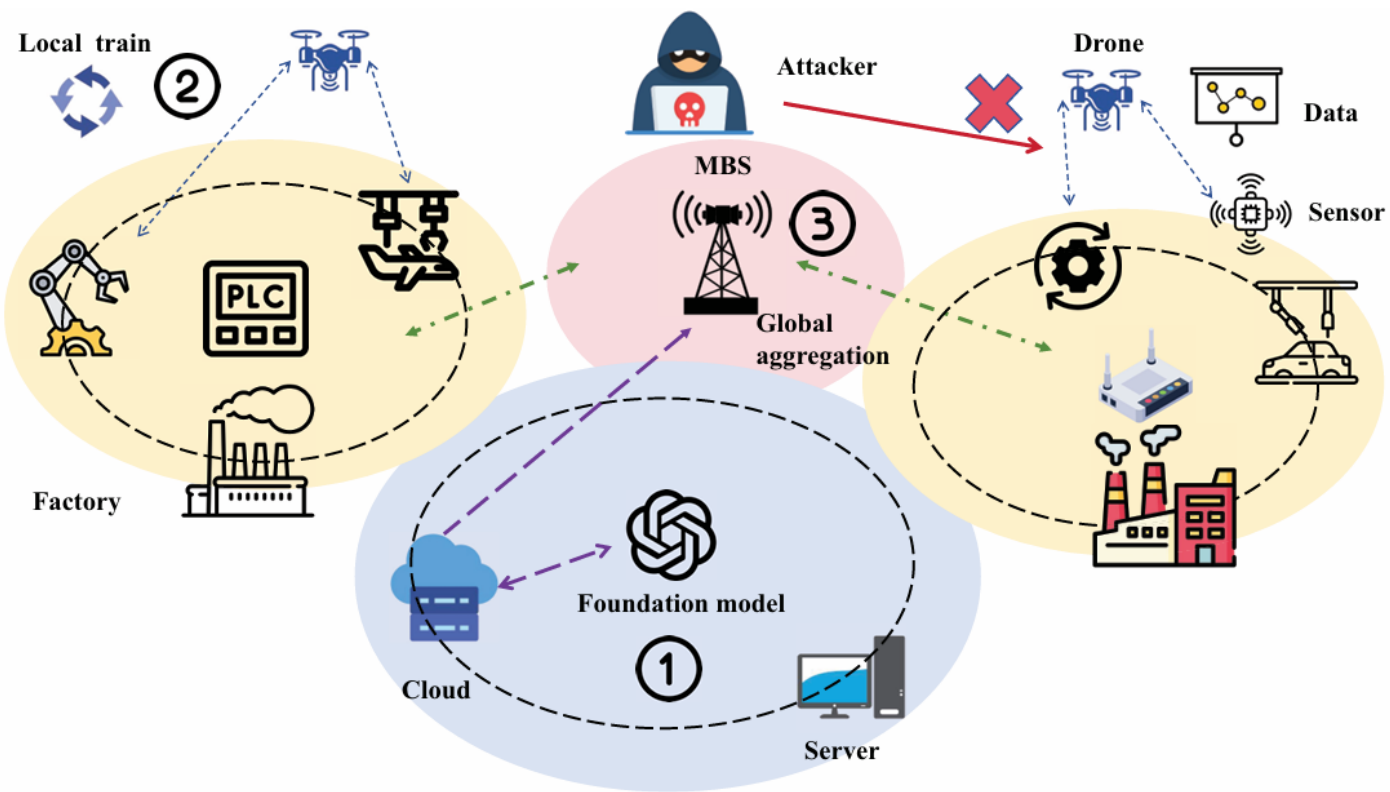 Local train
②
Attacker
Drone
Data
MBS
③
Sensor
PLC
Global
aggregation
Factory
Foundation model
①
Cloud
Server